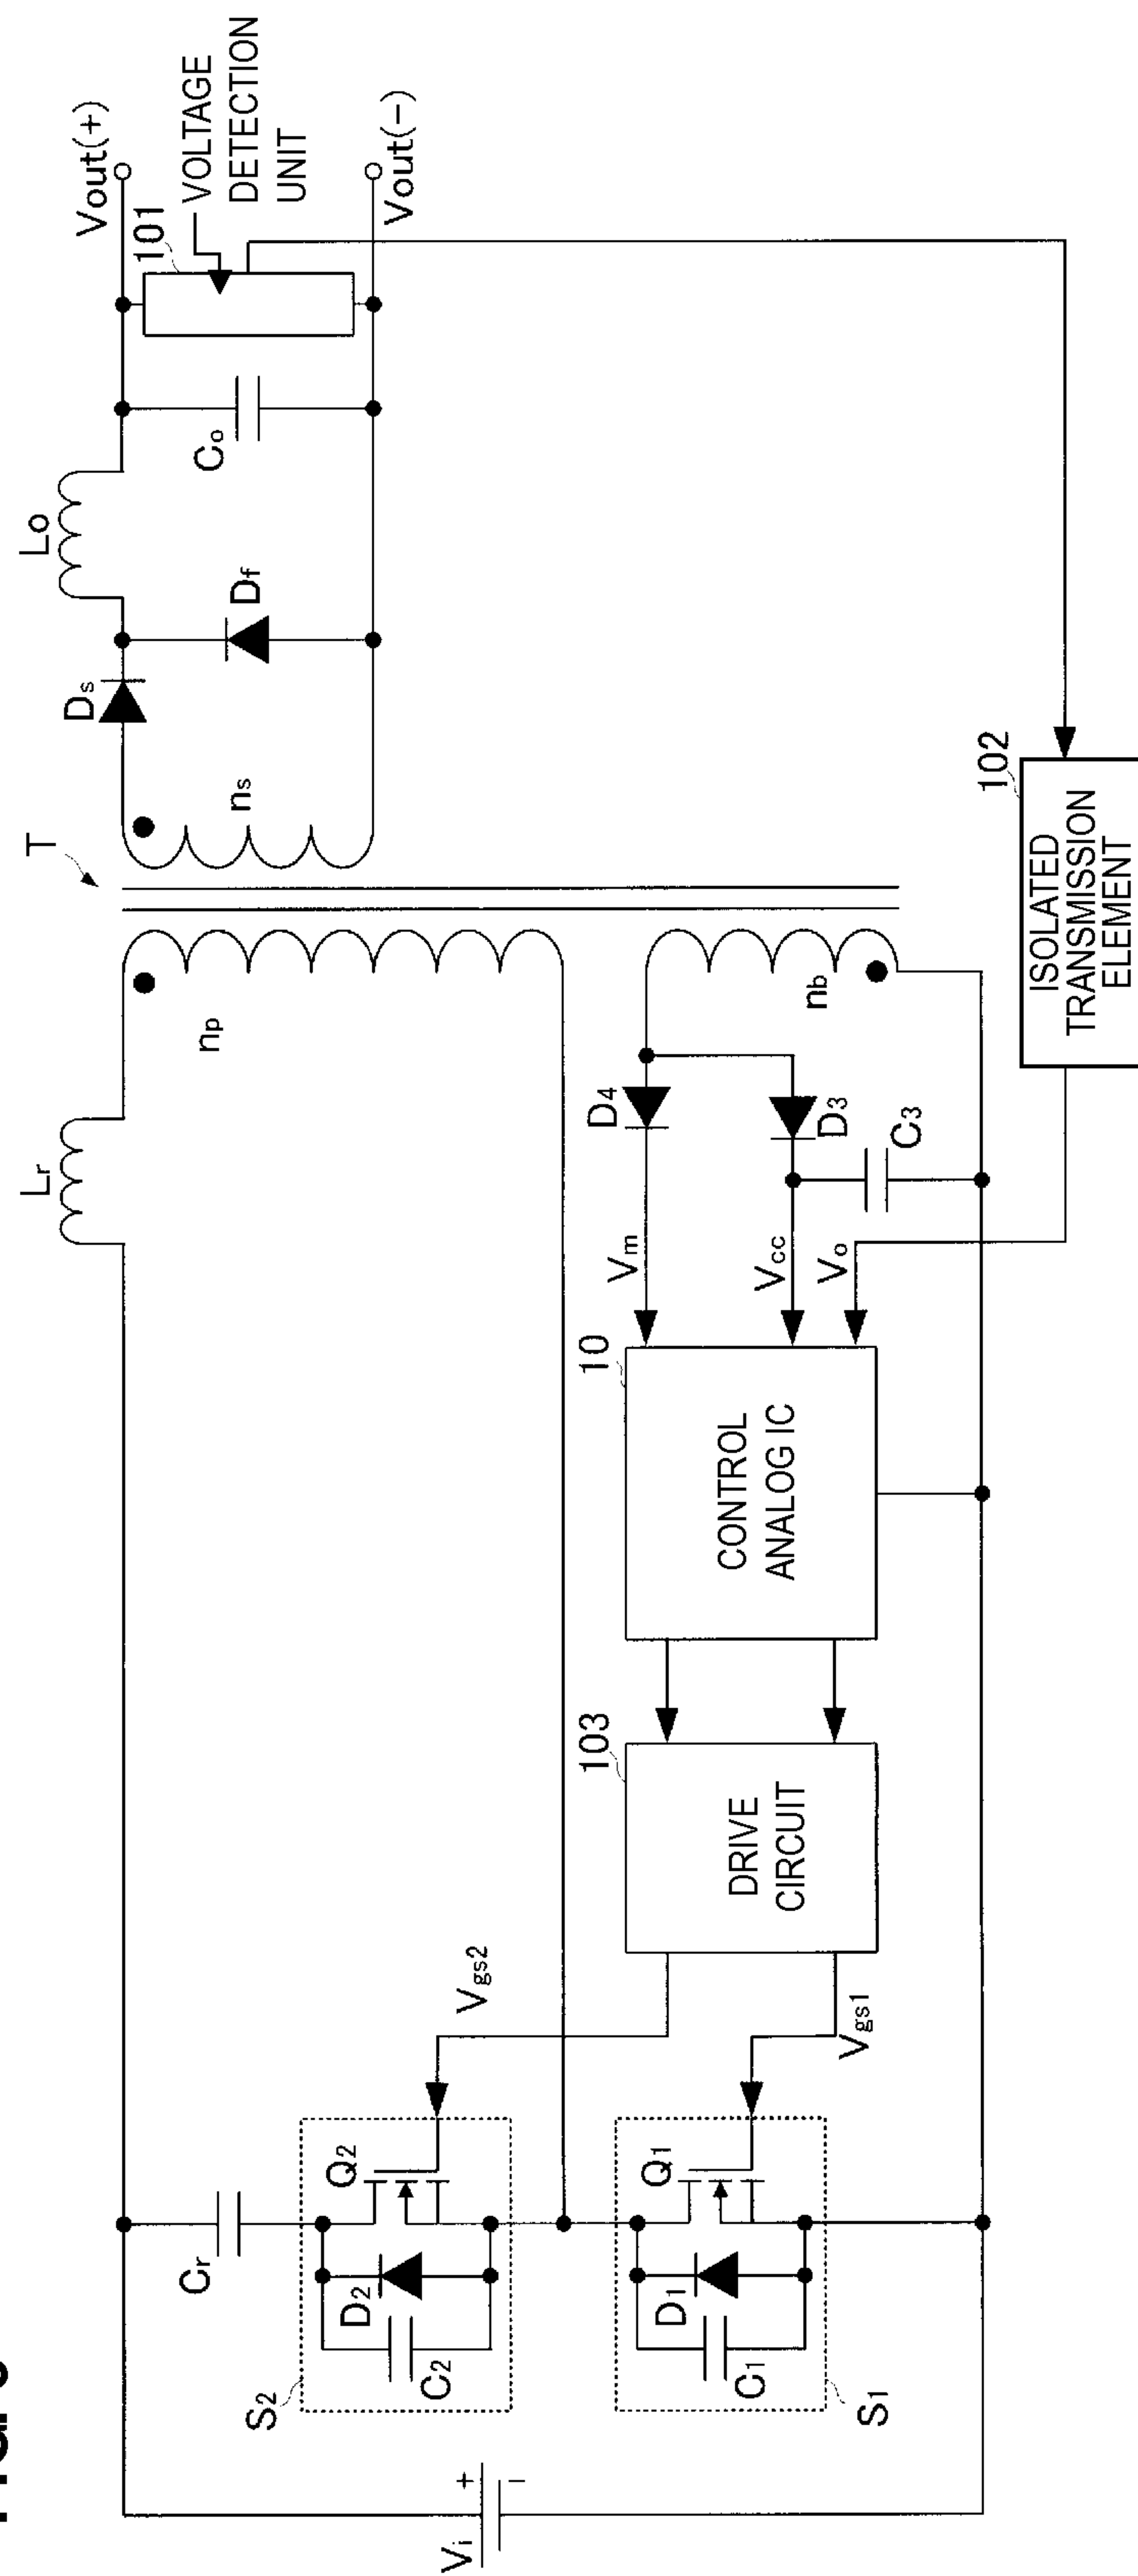 Vi
+
−
S2
C2
D2
Q2
Cr
S1
C1
D1
Q1
Vgs2
Vgs1
103
DRIVE
CIRCUIT
10
CONTROL
ANALOG IC
Vm
Vcc
Vo
D4
D3
C3
Lr
np
nb
T
ns
Ds
Df
Lo
Co
101
Vout(+)
VOLTAGE
DETECTION
UNIT
Vout(−)
102
ISOLATED
TRANSMISSION
ELEMENT